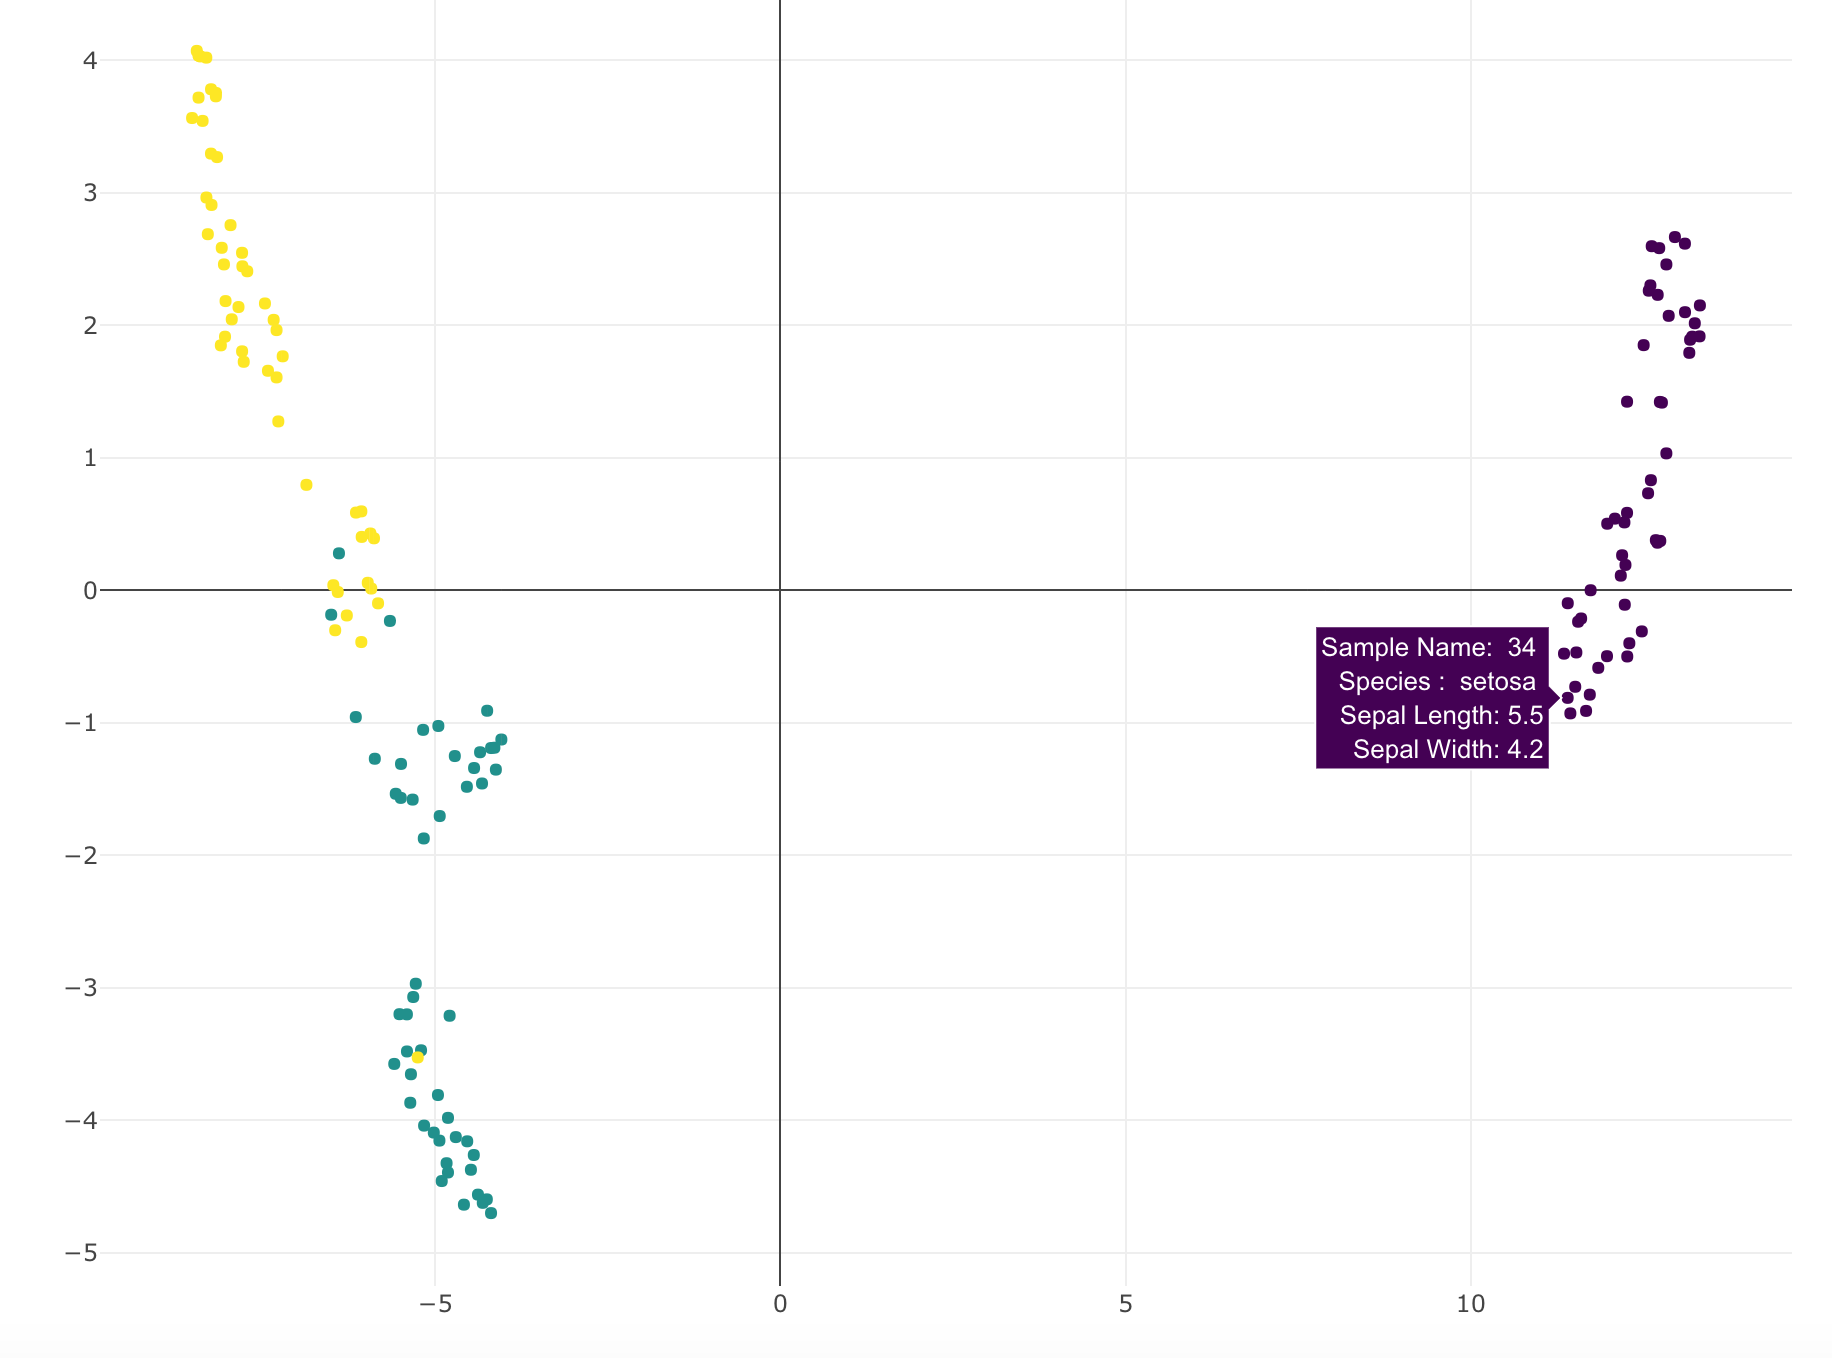 4
3
2
1
0
−1
−2
−3
−4
−5
Sample Name: 34
Species : setosa
Sepal Length: 5.5
Sepal Width: 4.2
−5 0 5 10